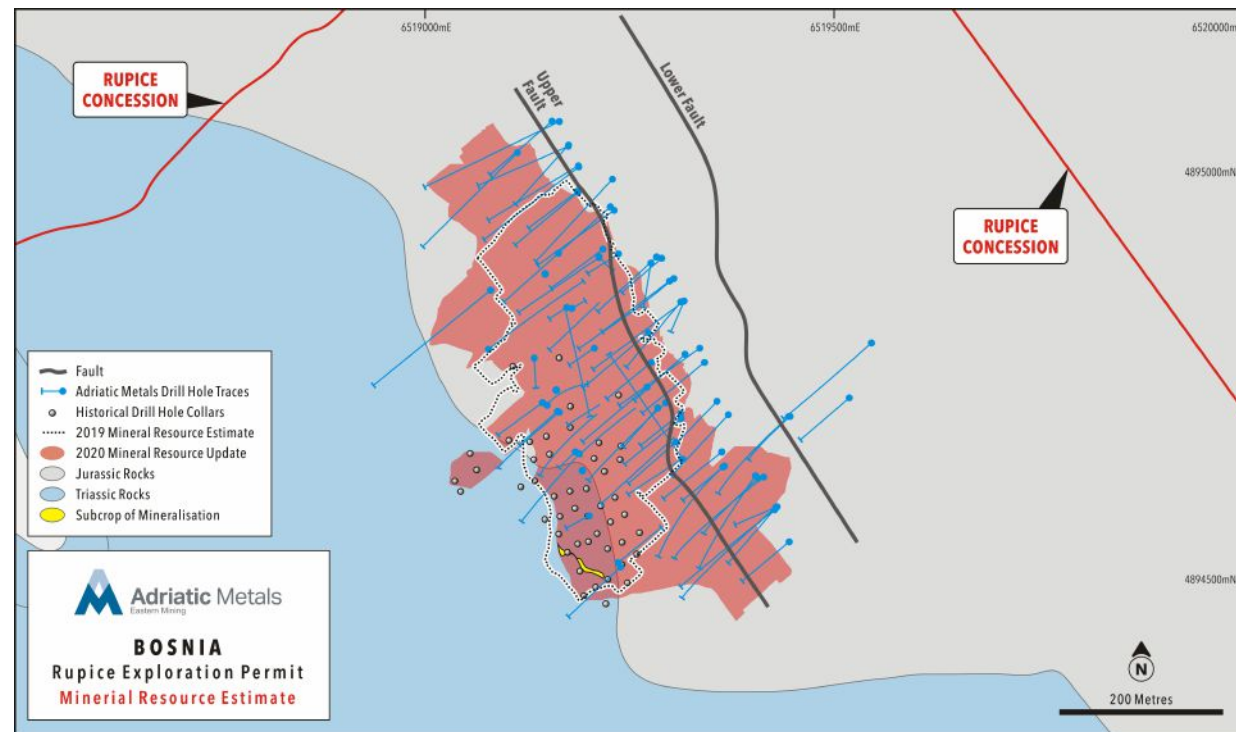 6519000mE
6519500mE
6520000m
RUPICE
CONCESSION
Upper
Fault
Lower Fault
4895000mN
RUPICE
CONCESSION
Fault
Adriatic Metals Drill Hole Traces
Historical Drill Hole Collars
2019 Mineral Resource Estimate
2020 Mineral Resource Update
Jurassic Rocks
Triassic Rocks
Subcrop of Mineralisation
Adriatic Metals
Eastern Mining
BOSNIA
Rupice Exploration Permit
Minerial Resource Estimate
4894500mN
N
200 Metres